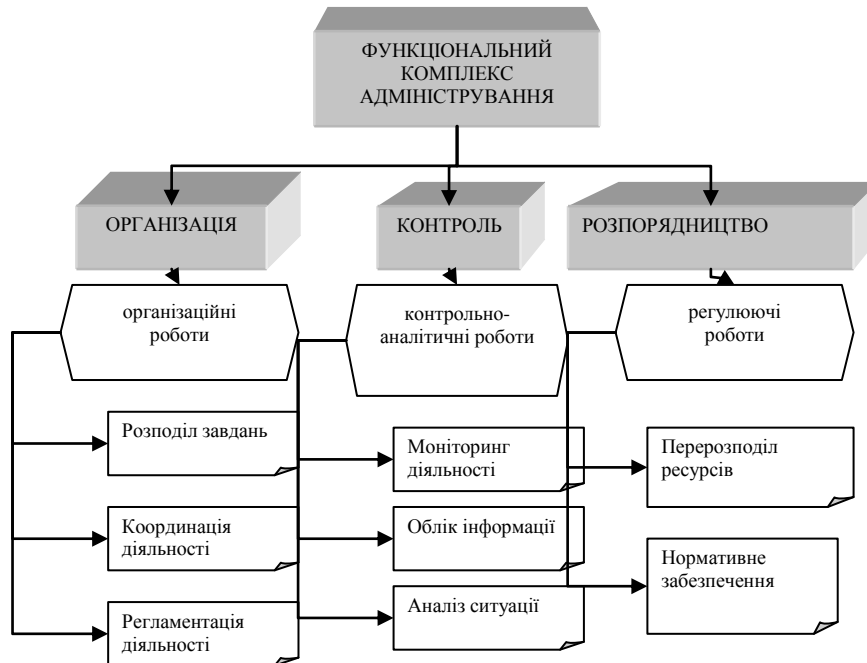 ФУНКЦІОНАЛЬНИЙ
КОМПЛЕКС
АДМІНІСТРУВАННЯ
ОРГАНІЗАЦІЯ
КОНТРОЛЬ
РОЗПОРЯДНИЦТВО
організаційні
роботи
контрольно-
аналітичні роботи
регулюючі
роботи
Розподіл завдань
Координація
діяльності
Регламентація
діяльності
Моніторинг
діяльності
Облік інформації
Аналіз ситуації
Перерозподіл
ресурсів
Нормативне
забезпечення